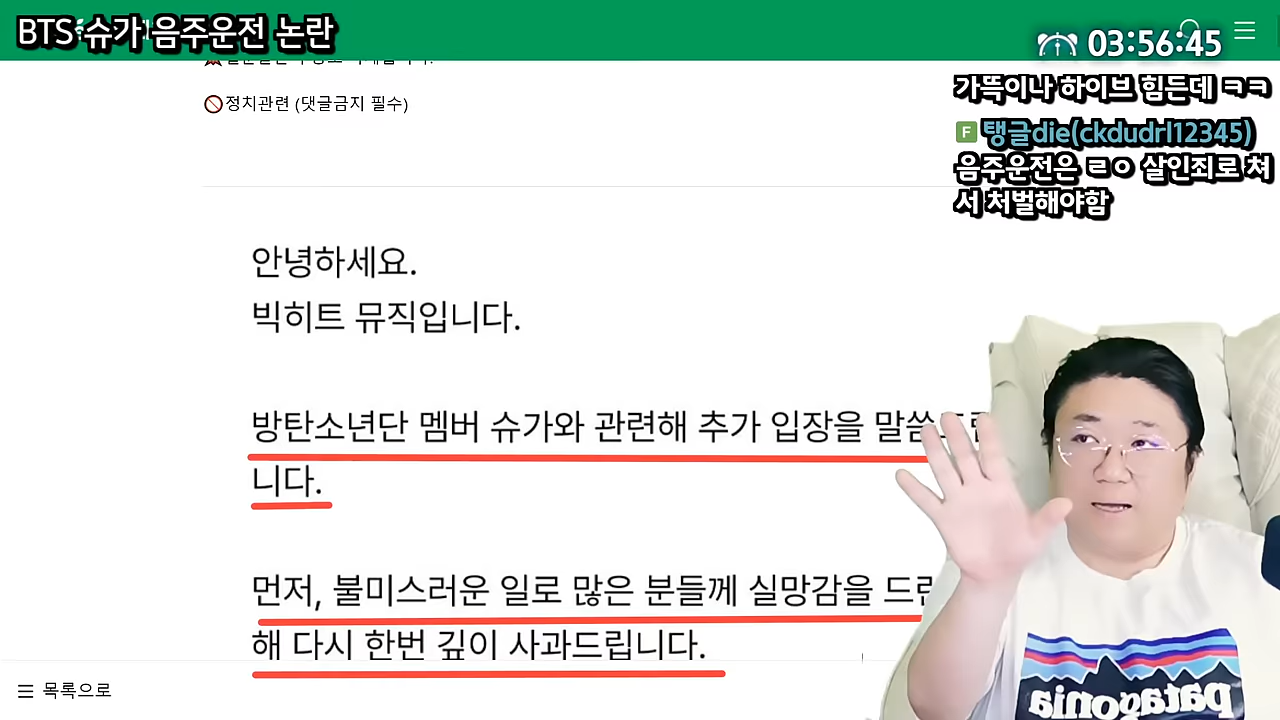 BTS 슈가 음주운전 논란
03:56:45
가뜩이나 하이브 힘든데 ㅋㅋ
🚫정치관련 (댓글금지 필수)
F 탱글die(ckdudrl12345)
음주운전은 ㄹㅇ 살인죄로 쳐
서 처벌해야함
안녕하세요.
빅히트 뮤직입니다.
방탄소년단 멤버 슈가와 관련해 추가 입장을
니다.
먼저, 불미스러운 일로 많은 분들께 실망감을
해 다시 한번 깊이 사과드립니다.
☰ 목록으로
patagonia